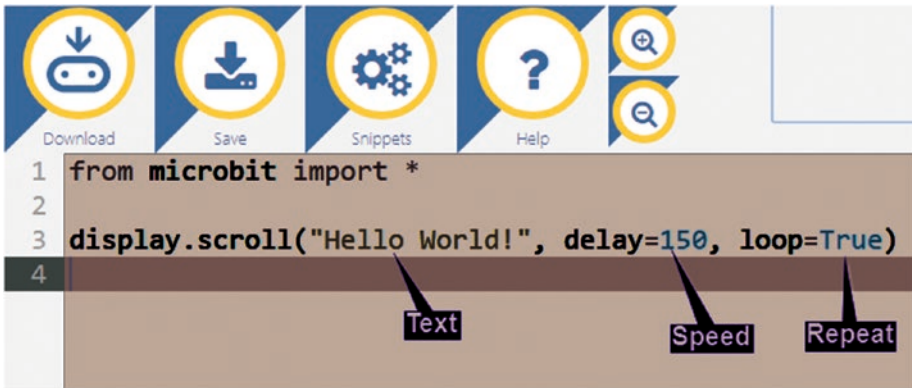 Download Save Snippets Help
1 from microbit import *
2
3 display.scroll("Hello World!", delay=150, loop=True)
4
Text Speed Repeat